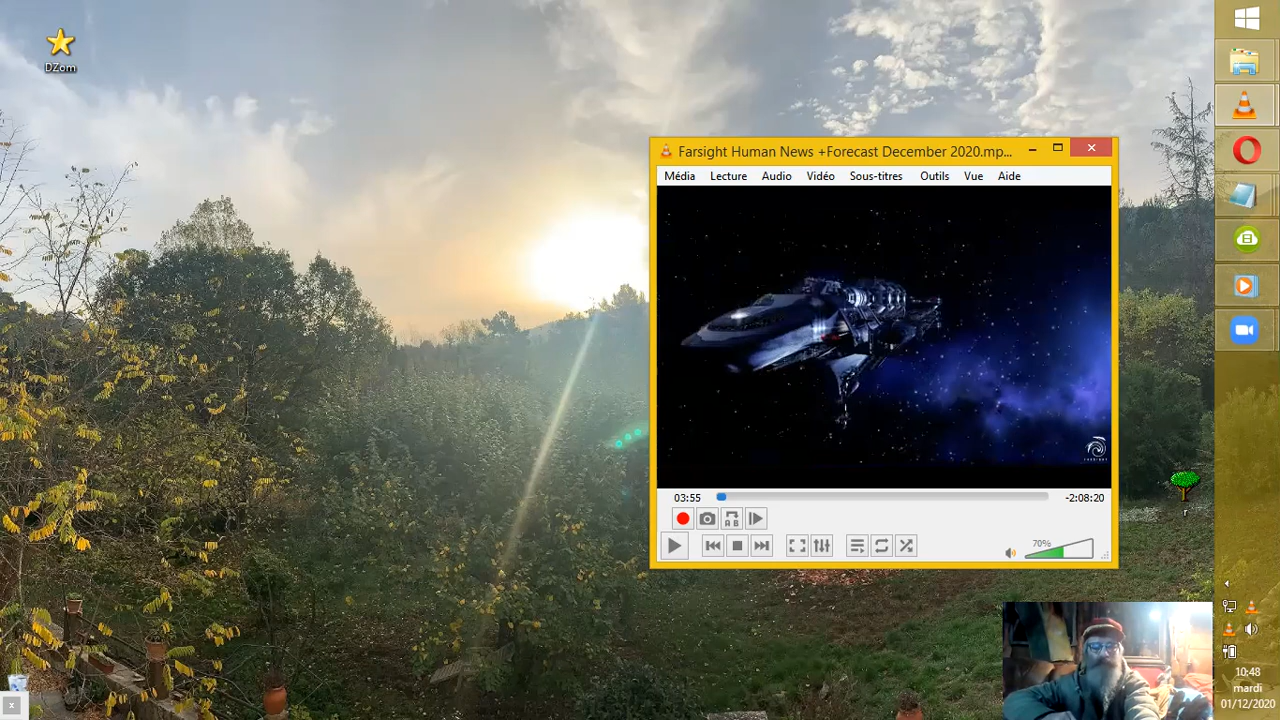 DZom
Farsight Human News +Forecast December 2020.mp...
Média Lecture Audio Vidéo Sous-titres Outils Vue Aide
03:55
-2:08:20
A B
70%
r
10:48
mardi
01/12/2020